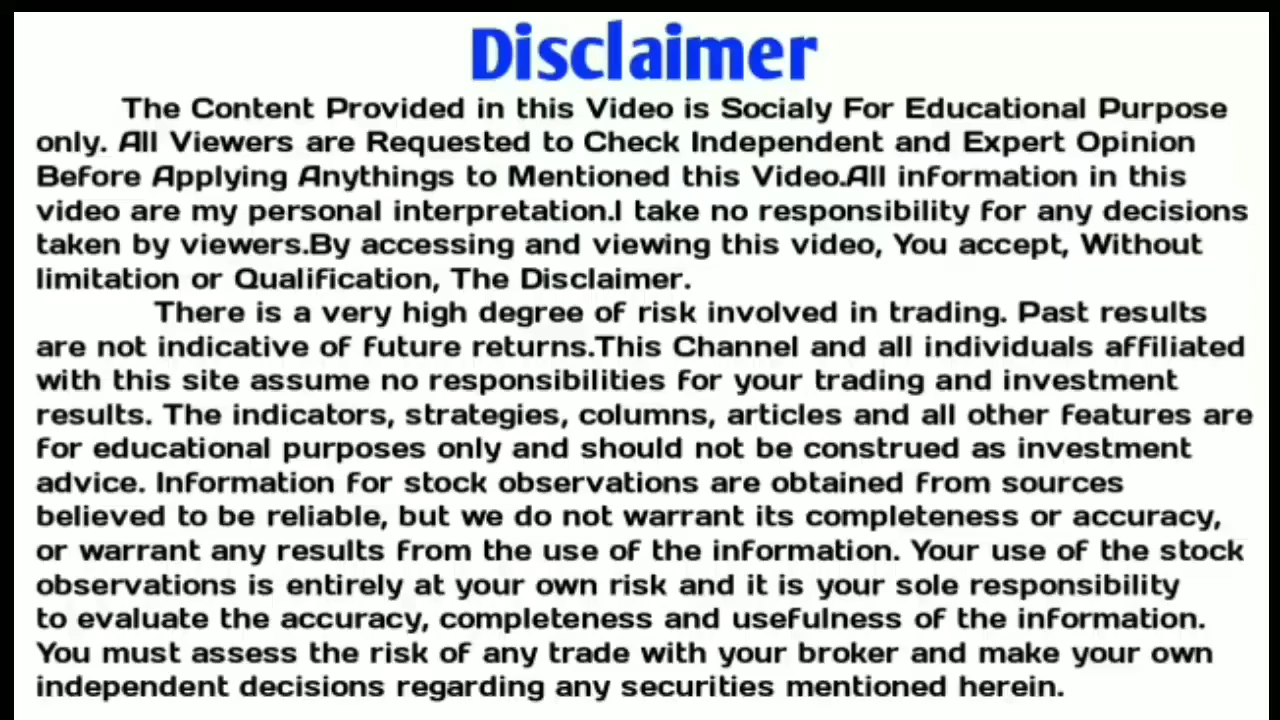 Disclaimer
The Content Provided in this Video is Socialy For Educational Purpose
only. All Viewers are Requested to Check Independent and Expert Opinion
Before Applying Anythings to Mentioned this Video.All information in this
video are my personal interpretation.I take no responsibility for any decisions
taken by viewers.By accessing and viewing this video, You accept, Without
limitation or Qualification, The Disclaimer.
There is a very high degree of risk involved in trading. Past results
are not indicative of future returns.This Channel and all individuals affiliated
with this site assume no responsibilities for your trading and investment
results. The indicators, strategies, columns, articles and all other features are
for educational purposes only and should not be construed as investment
advice. Information for stock observations are obtained from sources
believed to be reliable, but we do not warrant its completeness or accuracy,
or warrant any results from the use of the information. Your use of the stock
observations is entirely at your own risk and it is your sole responsibility
to evaluate the accuracy, completeness and usefulness of the information.
You must assess the risk of any trade with your broker and make your own
independent decisions regarding any securities mentioned herein.